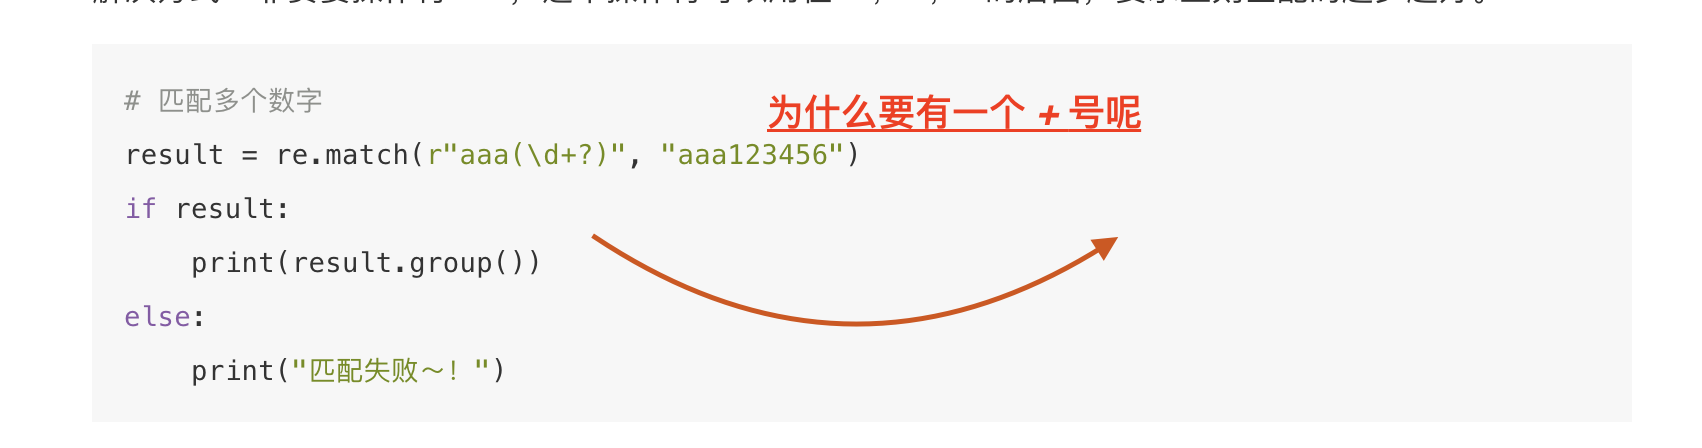 # 匹配多个数字
为什么要有一个 + 号呢
result = re.match(r"aaa(\d+?)", "aaa123456")
if result:
    print(result.group())
else:
    print("匹配失败～！")